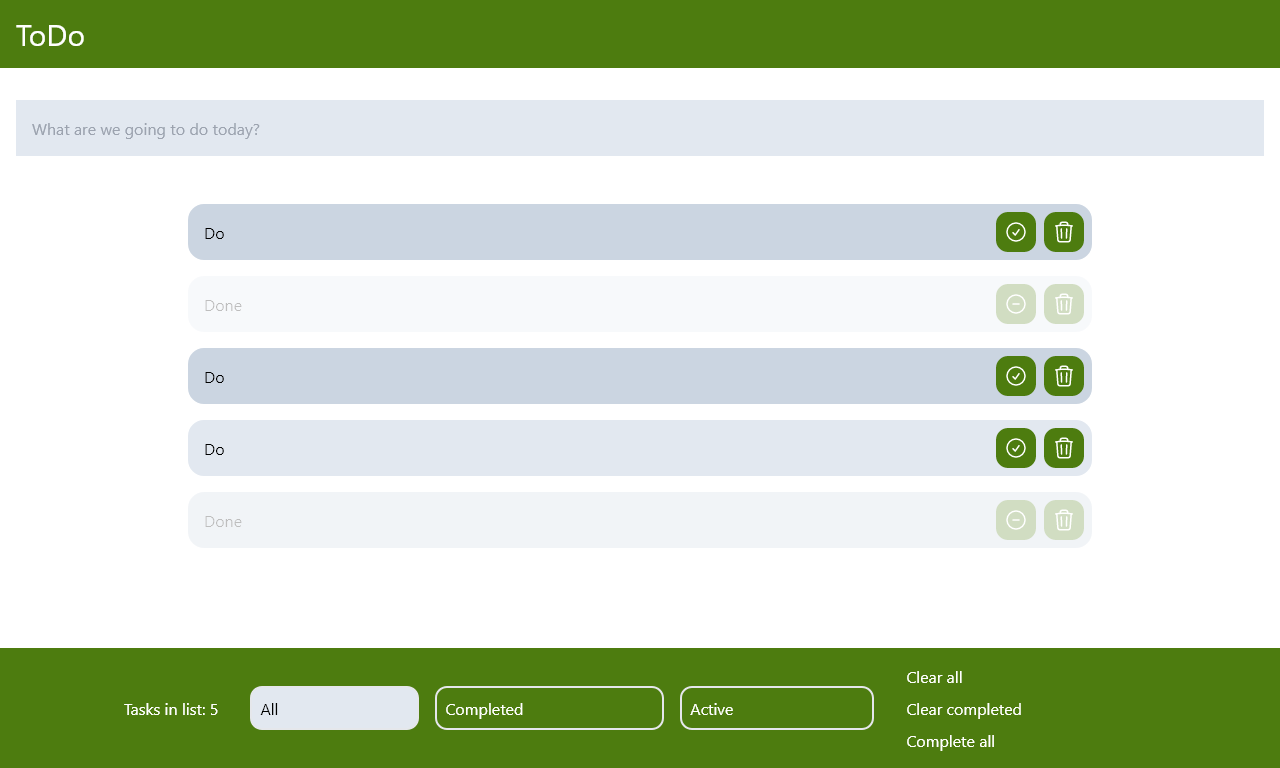 ToDo
What are we going to do today?
Do
Done
Do
Do
Done
Tasks in list: 5
All
Completed
Active
Clear all
Clear completed
Complete all